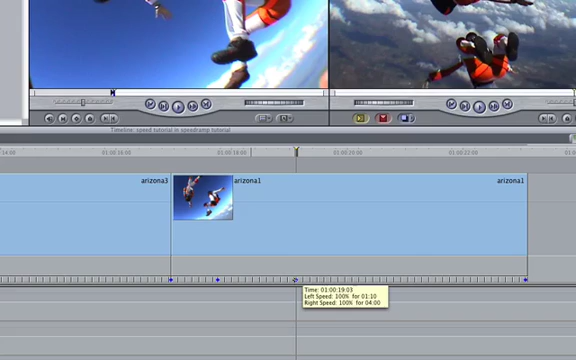 Timeline: speed tutorial in speedramp tutorial
14:00
01:00:16:00
01:00:18:00
01:00:20:00
01:00:22:00
arizona3
arizona1
arizona1
Time: 01:00:19:03
Left Speed: 100% for 01:10
Right Speed: 100% for 04:00